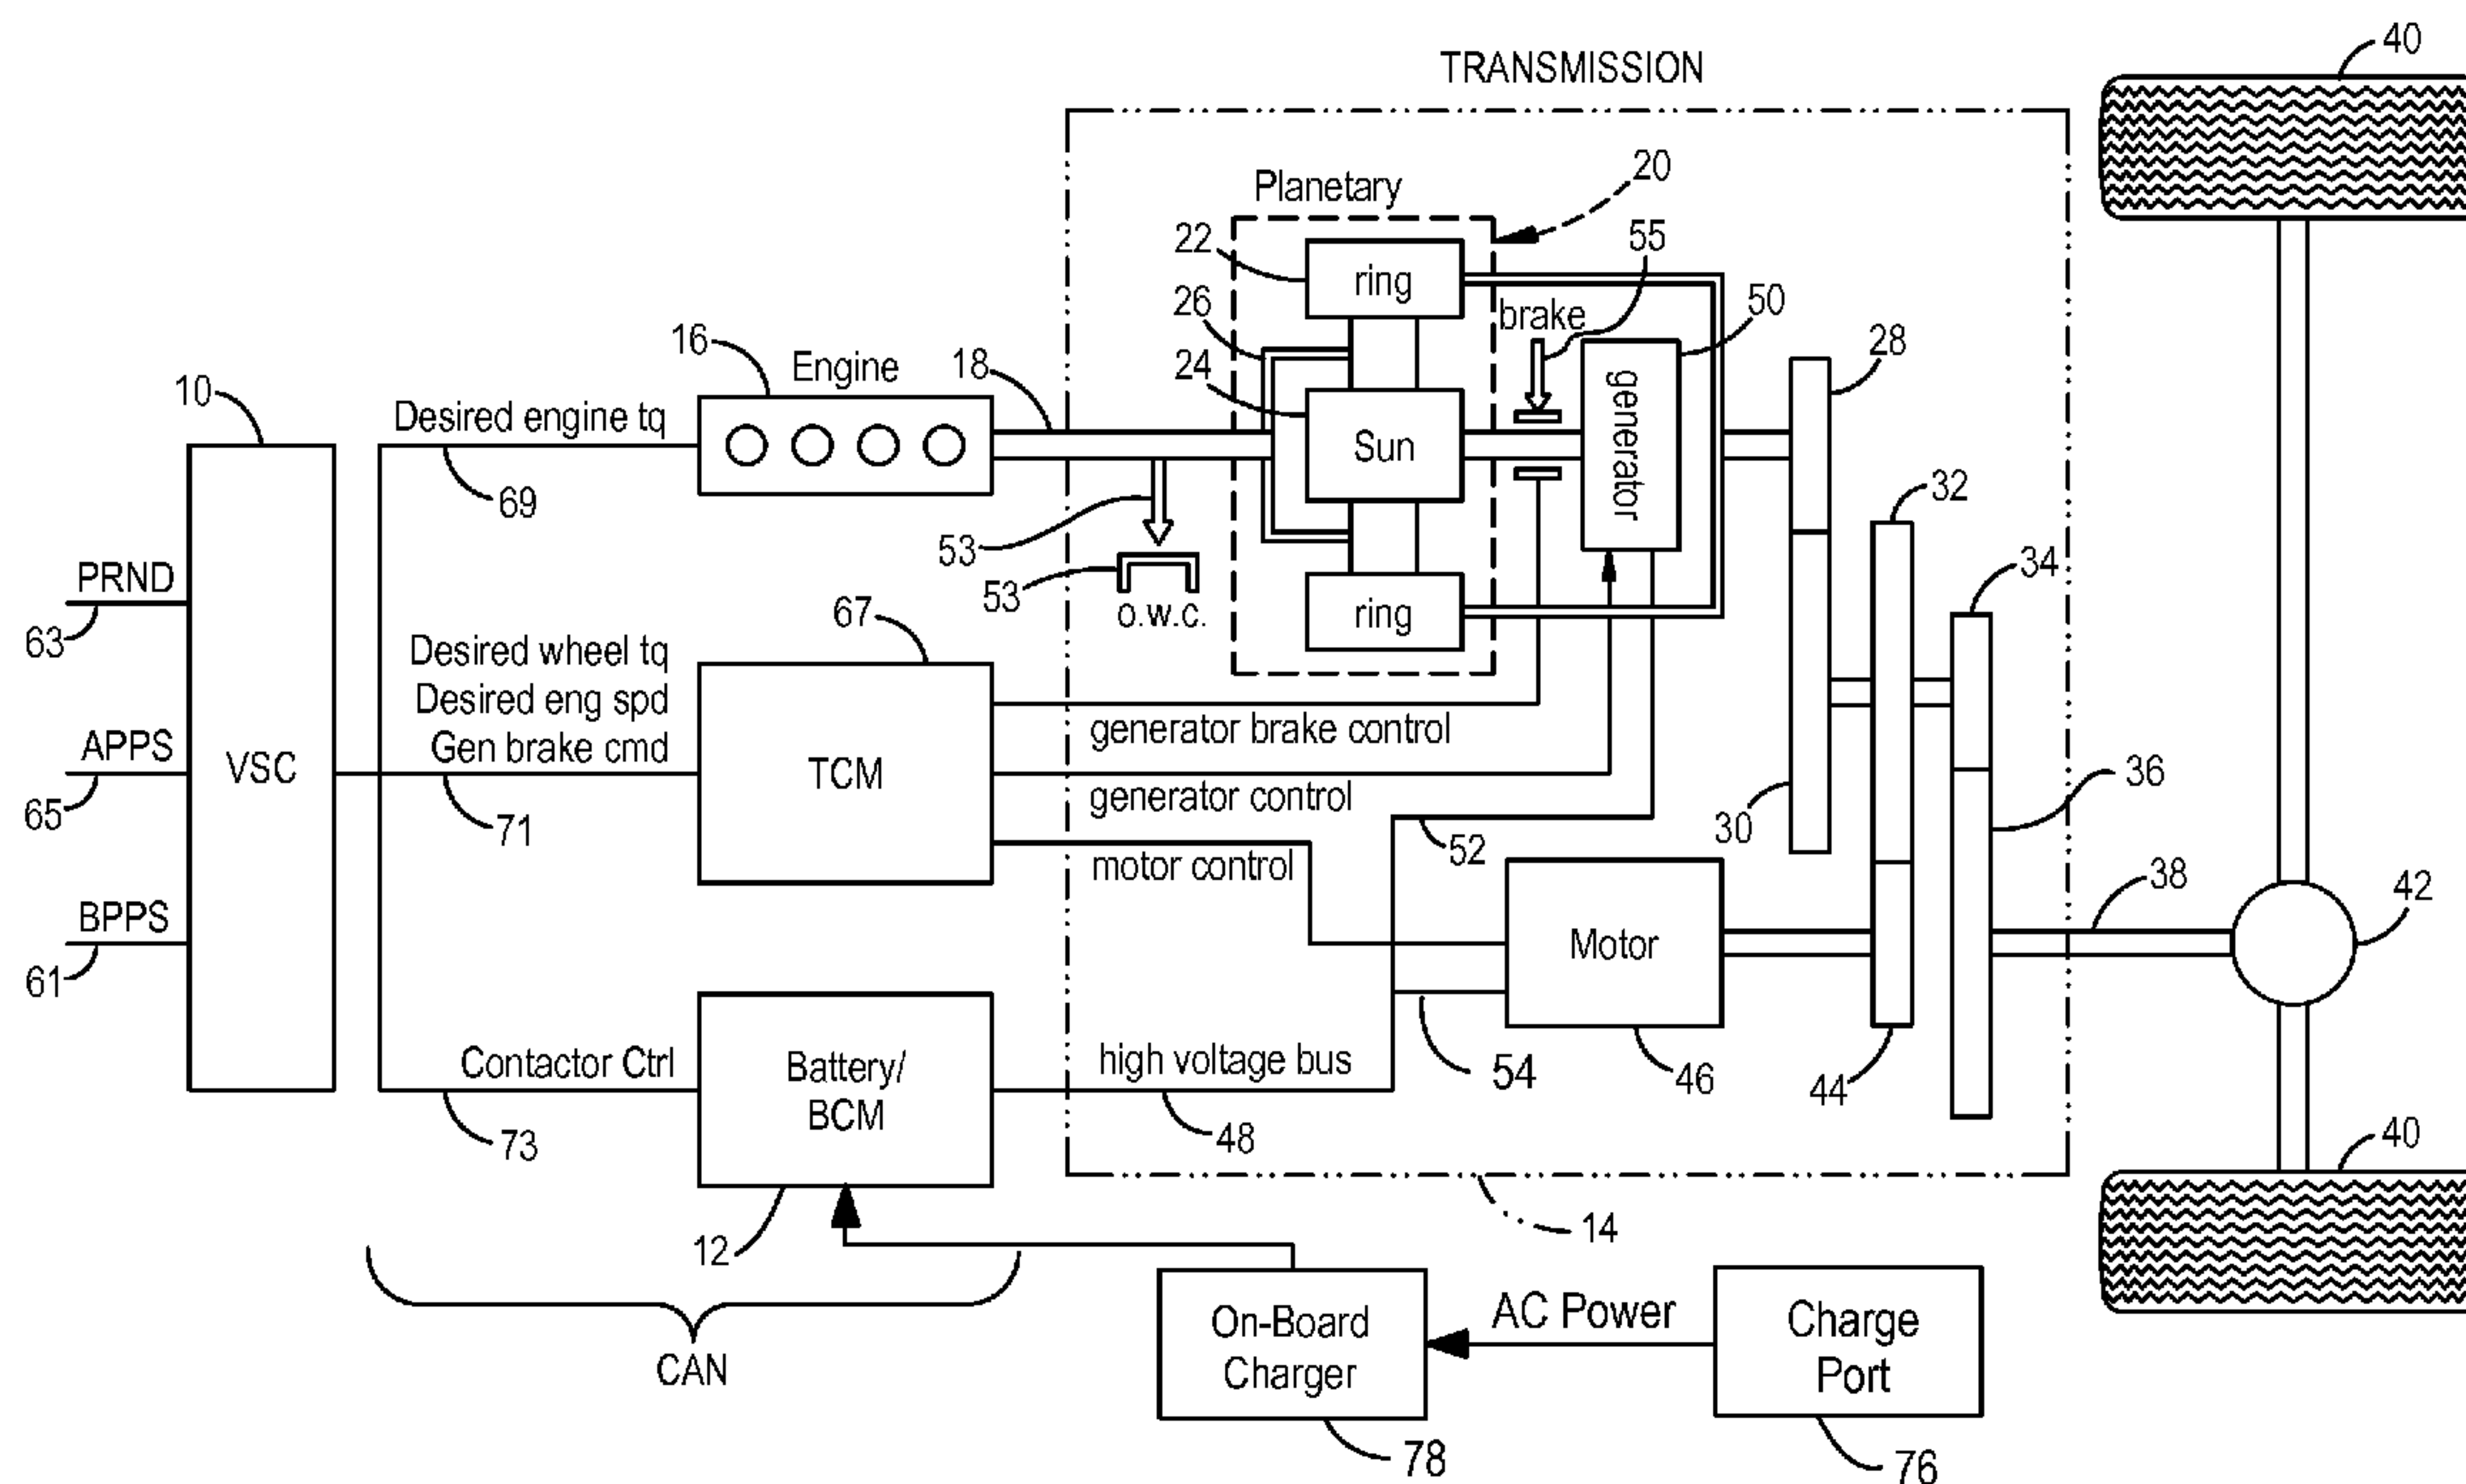 TRANSMISSION
40
Planetary
20
22
ring
55
26
brake
50
16
Engine
18
24
28
10
Desired engine tq
Sun
generator
69
53
32
PRND
53
o.w.c.
34
63
67
ring
Desired wheel tq
Desired eng spd
Gen brake cmd
generator brake control
APPS
VSC
TCM
36
65
71
generator control
30
52
motor control
38
BPPS
42
61
Motor
Contactor Ctrl
Battery/
BCM
high voltage bus
54
46
44
73
48
40
12
14
On-Board
Charger
AC Power
Charge
Port
CAN
78
76